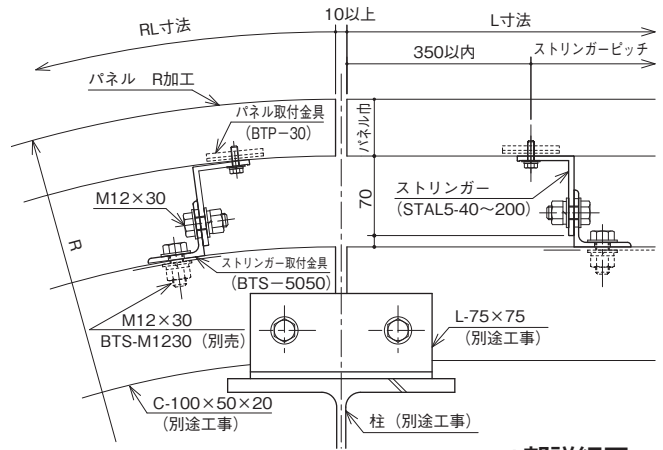 RL寸法
10以上
L寸法
350以内
ストリンガーピッチ
パネル R加工
パネル取付金具
(BTP-30)
パネル巾
M12×30
70
ストリンガー
(STAL5-40〜200)
R
ストリンガー取付金具
(BTS-5050)
M12×30
BTS-M1230 (別売)
L-75×75
(別途工事)
C-100×50×20
(別途工事)
柱 (別途工事)